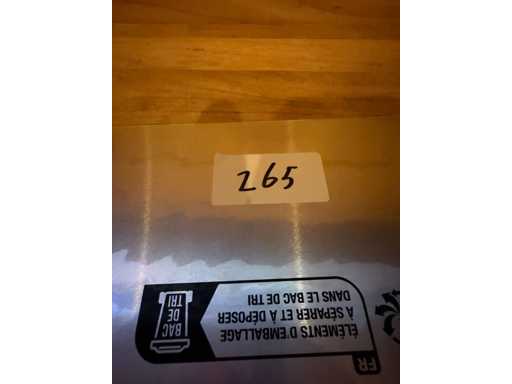 265
FR
ÉLÉMENTS D'EMBALLAGE
À SÉPARER ET À DÉPOSER
DANS LE BAC DE TRI
BAC
DE
TRI